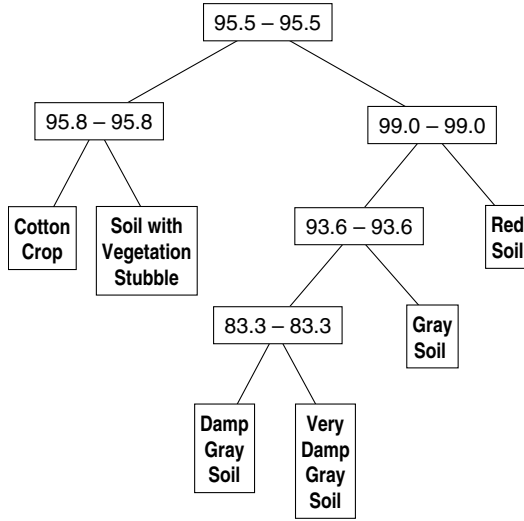 95.5 – 95.5
95.8 – 95.8
99.0 – 99.0
Cotton
Crop
Soil with
Vegetation
Stubble
93.6 – 93.6
Red
Soil
83.3 – 83.3
Gray
Soil
Damp
Gray
Soil
Very
Damp
Gray
Soil